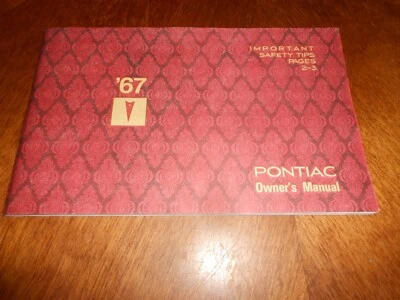 IMPORTANT
SAFETY TIPS
PAGES
2-3
'67
PONTIAC
Owner's Manual